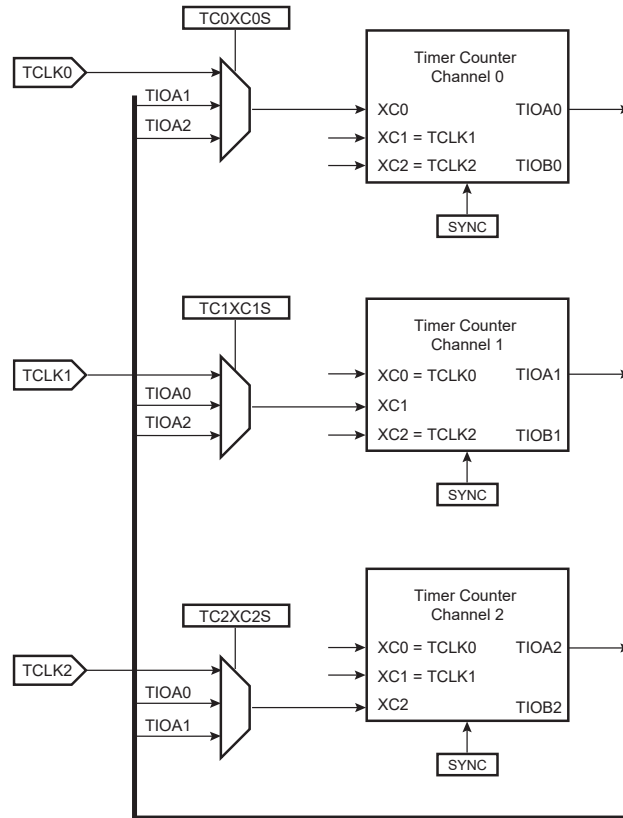 TC0XC0S
TCLK0
TIOA1
TIOA2
Timer Counter
Channel 0
XC0
TIOA0
XC1 = TCLK1
XC2 = TCLK2
TIOB0
SYNC
TC1XC1S
TCLK1
TIOA0
TIOA2
Timer Counter
Channel 1
XC0 = TCLK0
TIOA1
XC1
XC2 = TCLK2
TIOB1
SYNC
TC2XC2S
TCLK2
TIOA0
TIOA1
Timer Counter
Channel 2
XC0 = TCLK0
TIOA2
XC1 = TCLK1
XC2
TIOB2
SYNC